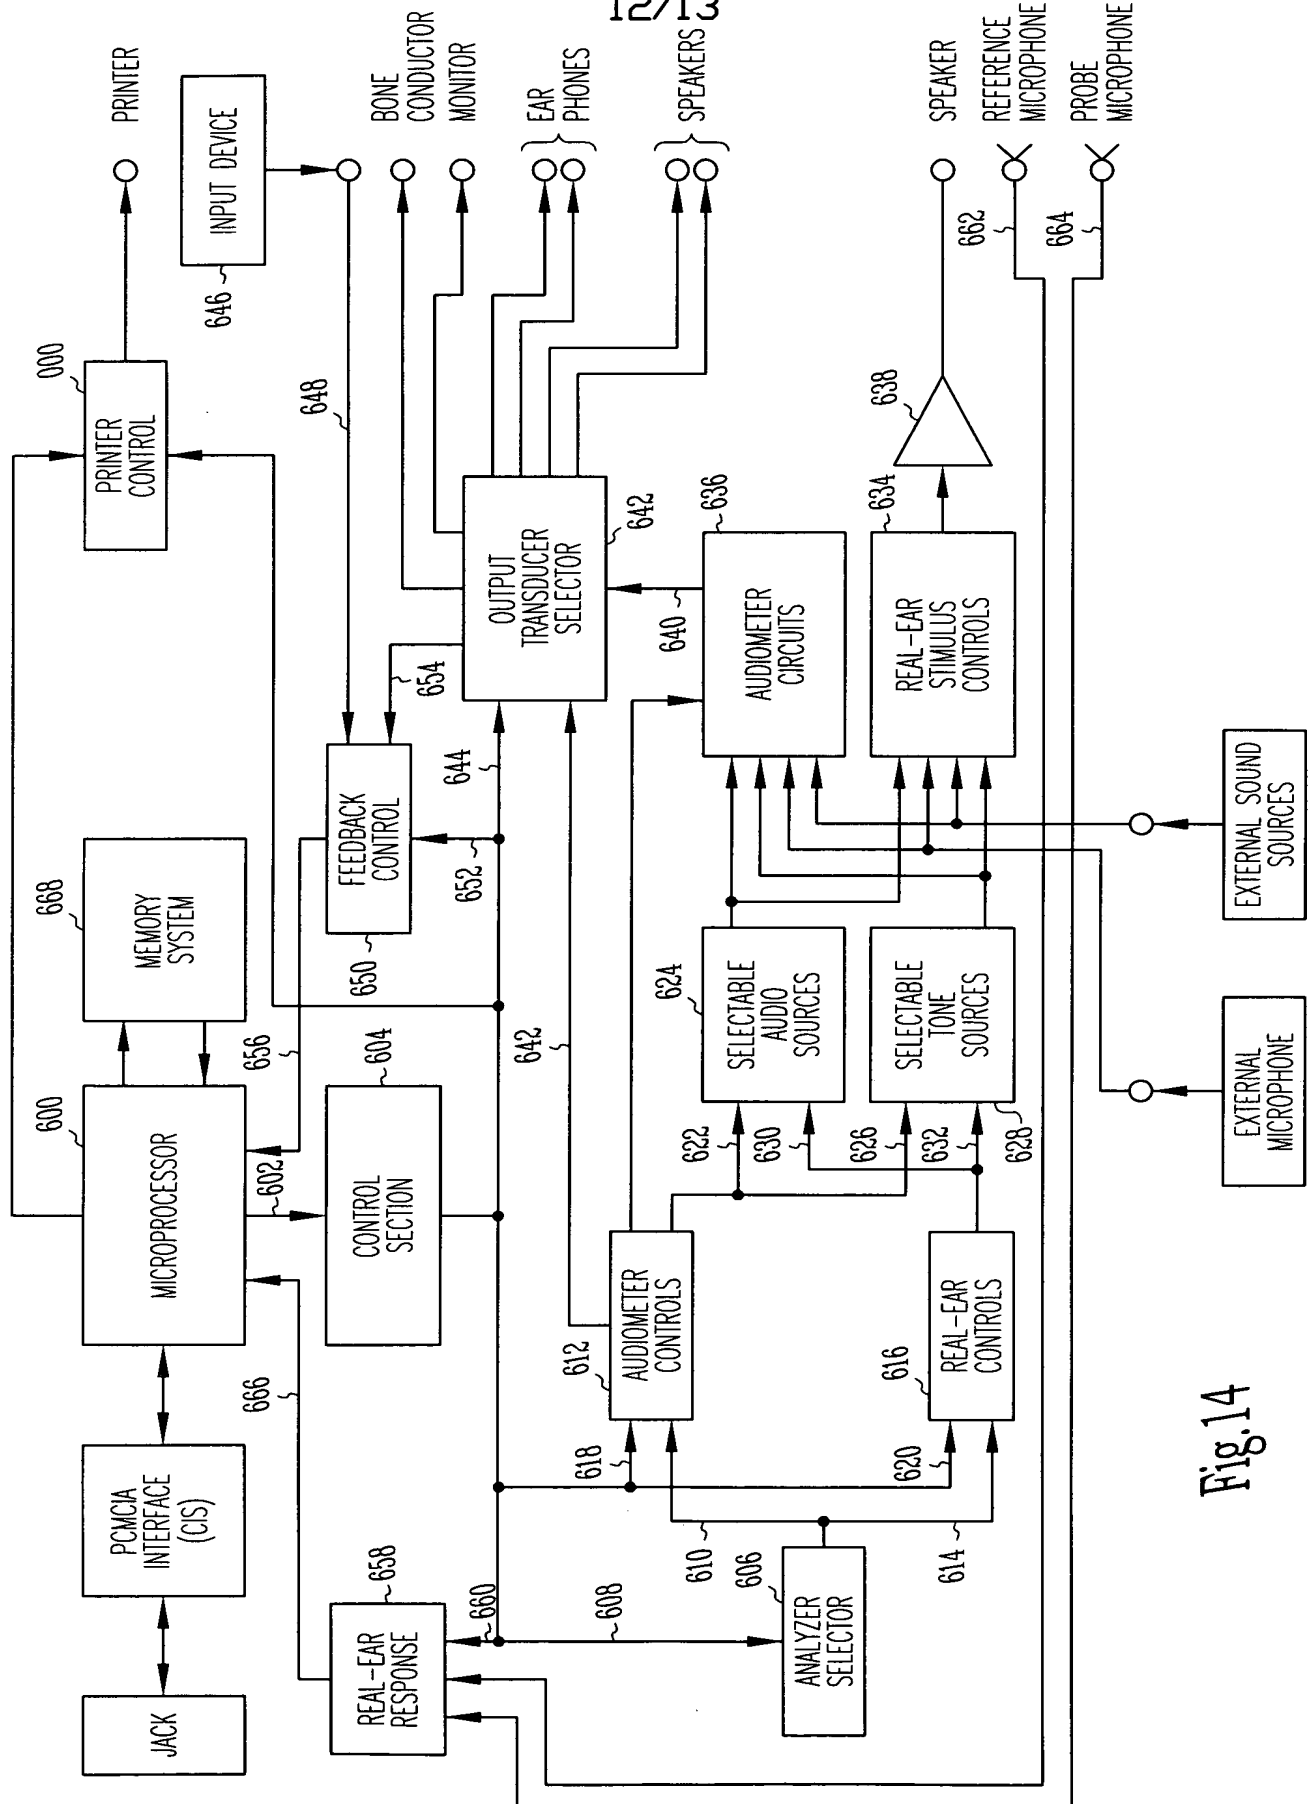 12/13
JACK
PCMCIA
INTERFACE
(CIS)
MICROPROCESSOR
600
MEMORY
SYSTEM
668
PRINTER
CONTROL
000
PRINTER
INPUT DEVICE
646
666
602
656
604
CONTROL
SECTION
650
FEEDBACK
CONTROL
652
654
648
BONE
CONDUCTOR
MONITOR
EAR
PHONES
SPEAKERS
REAL-EAR
RESPONSE
658
660
608
644
OUTPUT
TRANSDUCER
SELECTOR
642
642
640
618
612
AUDIOMETER
CONTROLS
610
606
ANALYZER
SELECTOR
614
620
616
REAL-EAR
CONTROLS
622
630
626
632
628
624
SELECTABLE
AUDIO
SOURCES
SELECTABLE
TONE
SOURCES
AUDIOMETER
CIRCUITS
636
REAL-EAR
STIMULUS
CONTROLS
634
638
SPEAKER
REFERENCE
MICROPHONE
662
PROBE
MICROPHONE
664
EXTERNAL
MICROPHONE
EXTERNAL SOUND
SOURCES
Fig.14